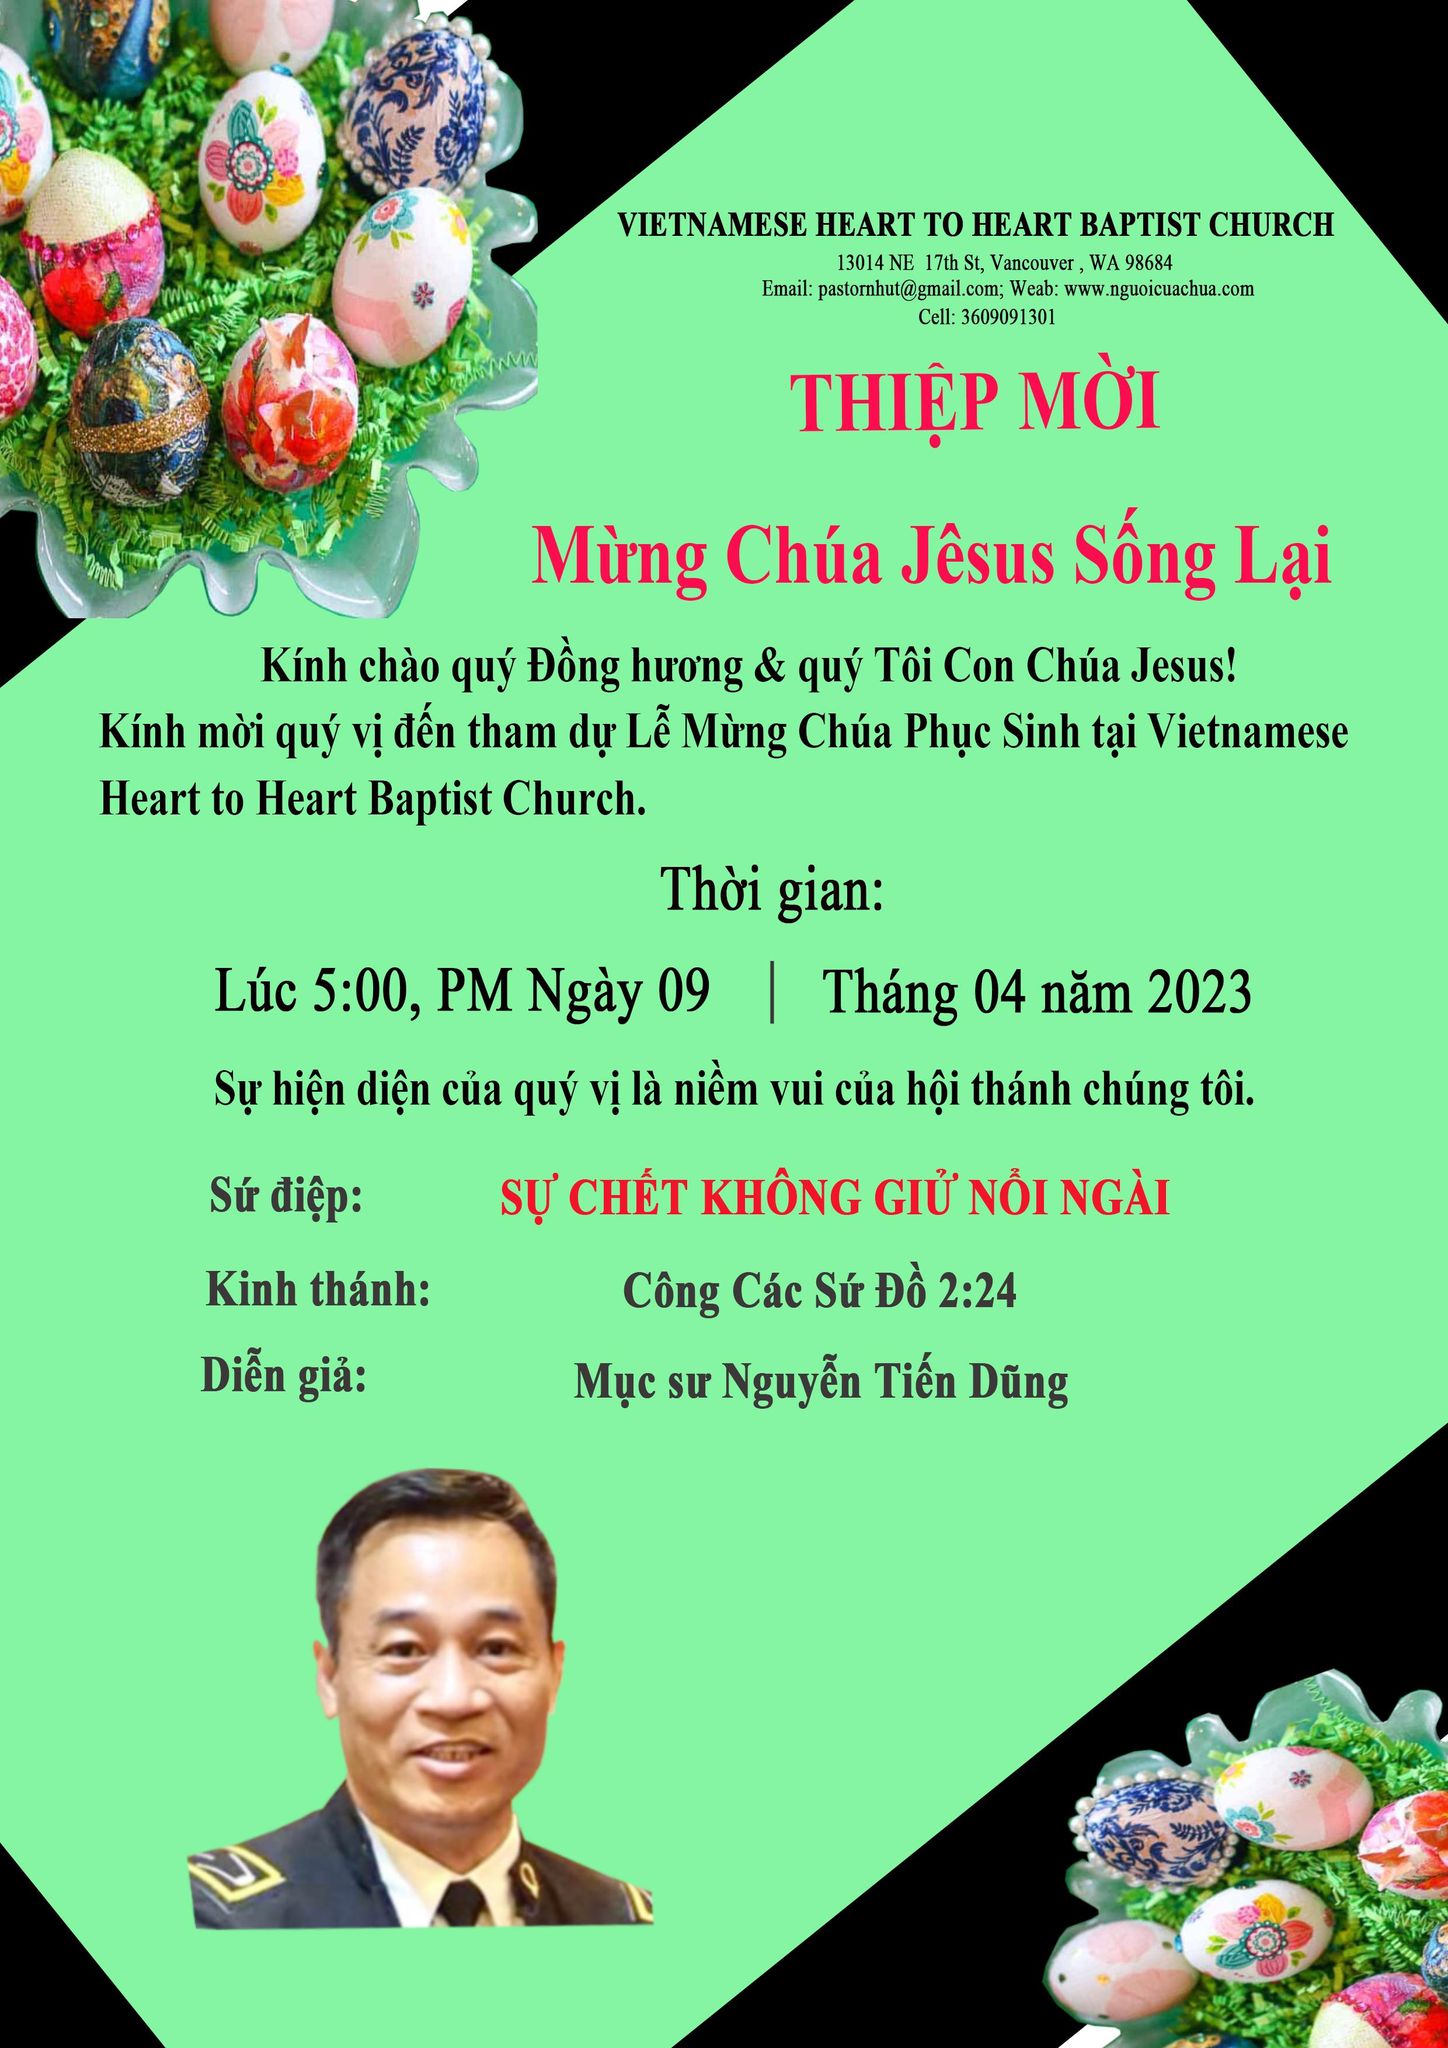 VIETNAMESE HEART TO HEART BAPTIST CHURCH
13014 NE 17th St, Vancouver , WA 98684
Email: pastornhut@gmail.com; Weab: www.nguoicuachua.com
Cell: 3609091301
THIỆP MỜI
Mừng Chúa Jêsus Sống Lại
Kính chào quý Đồng hương & quý Tôi Con Chúa Jesus!
Kính mời quý vị đến tham dự Lễ Mừng Chúa Phục Sinh tại Vietnamese
Heart to Heart Baptist Church.
Thời gian:
Lúc 5:00, PM Ngày 09 | Tháng 04 năm 2023
Sự hiện diện của quý vị là niềm vui của hội thánh chúng tôi.
Sứ điệp: SỰ CHẾT KHÔNG GIỬ NỔI NGÀI
Kinh thánh: Công Các Sứ Đồ 2:24
Diễn giả: Mục sư Nguyễn Tiến Dũng